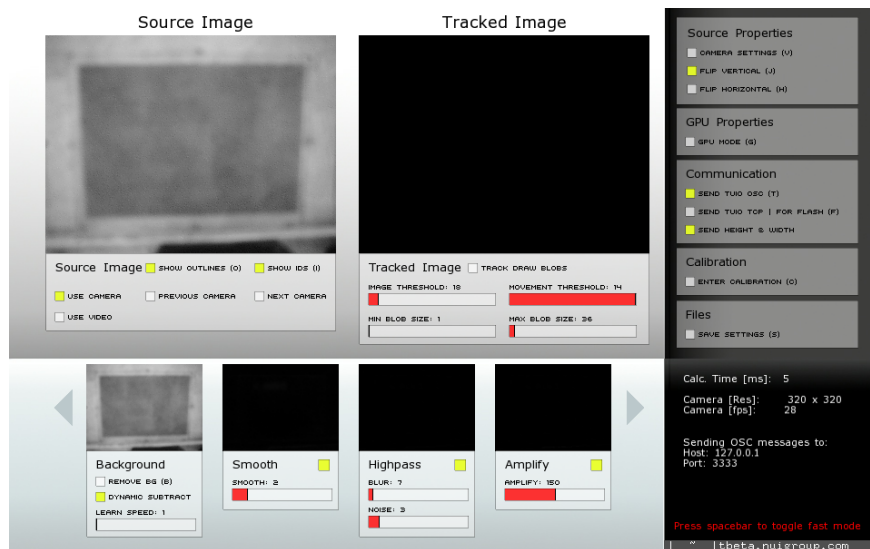 Source Image
Tracked Image
Source Image
SHOW OUTLINES (O)
SHOW IDS (I)
USE CAMERA
PREVIOUS CAMERA
NEXT CAMERA
USE VIDEO
Tracked Image
TRACK DRAW BLOBS
IMAGE THRESHOLD: 18
MOVEMENT THRESHOLD: 14
MIN BLOB SIZE: 1
MAX BLOB SIZE: 36
Source Properties
CAMERA SETTINGS (V)
FLIP VERTICAL (J)
FLIP HORIZONTAL (H)
GPU Properties
GPU MODE (G)
Communication
SEND TUIO OSC (T)
SEND TUIO TCP | FOR FLASH (F)
SEND HEIGHT & WIDTH
Calibration
ENTER CALIBRATION (C)
Files
SAVE SETTINGS (S)
Background
REMOVE BG (B)
DYNAMIC SUBTRACT
LEARN SPEED: 1
Smooth
SMOOTH: 2
Highpass
BLUR: 7
NOISE: 3
Amplify
AMPLIFY: 150
Calc. Time [ms]: 5
Camera [Res]: 320 x 320
Camera [fps]: 28
Sending OSC messages to:
Host: 127.0.0.1
Port: 3333
Press spacebar to toggle fast mode
| ~ |tbeta.nuigroup.com